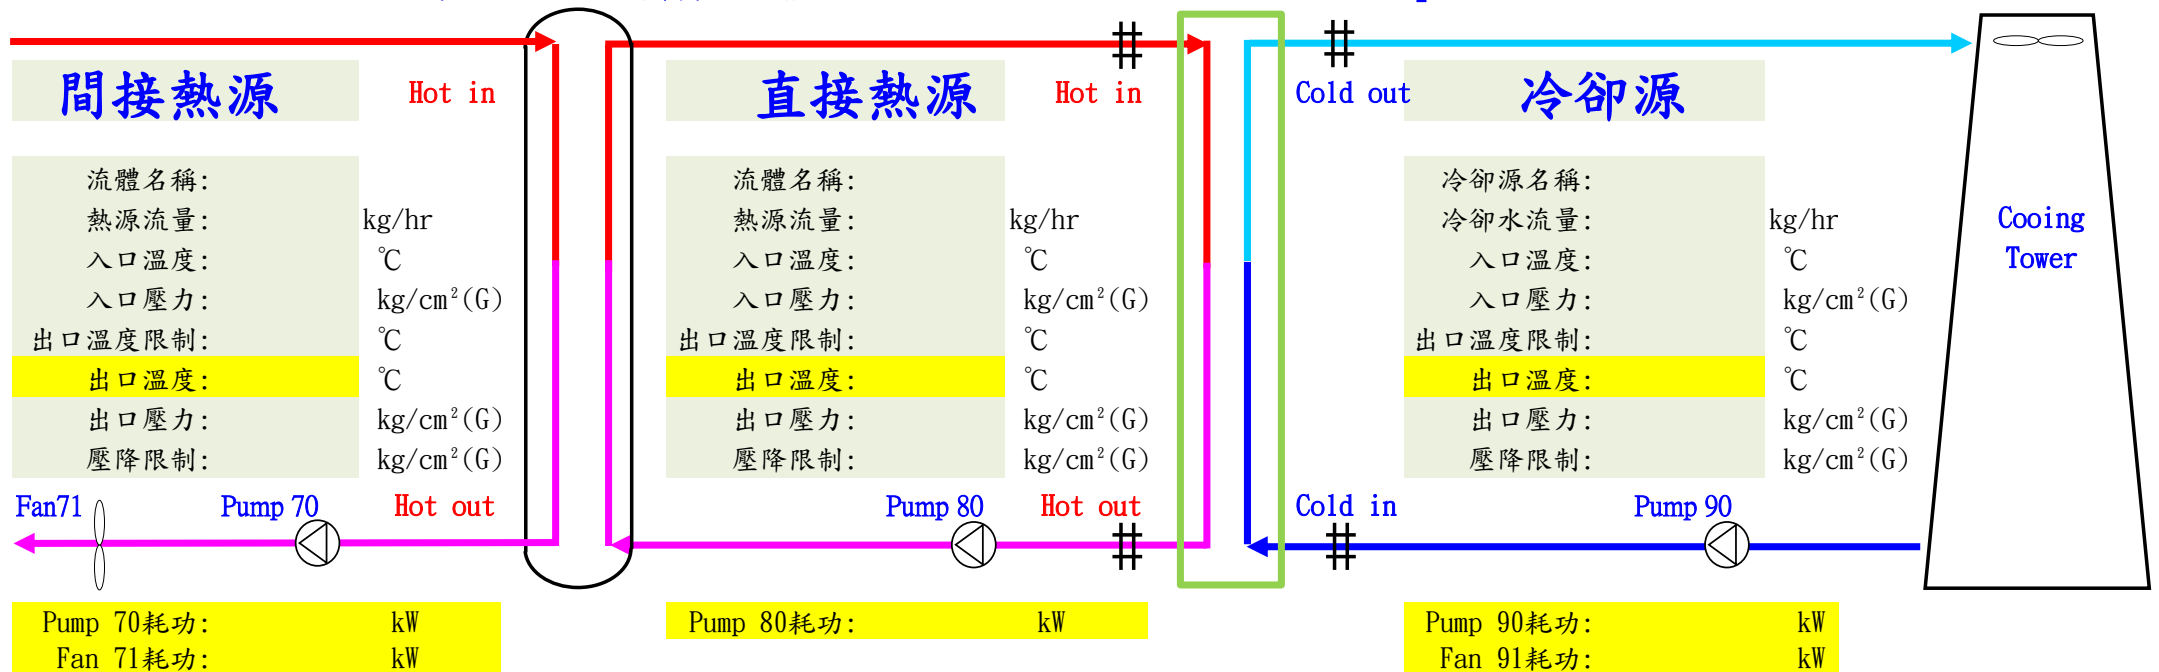 間接熱源
Hot in
直接熱源
Hot in
Cold out
冷卻源
流體名稱:
熱源流量: kg/hr
入口溫度: ℃
入口壓力: kg/cm²(G)
出口溫度限制: ℃
出口溫度: ℃
出口壓力: kg/cm²(G)
壓降限制: kg/cm²(G)
流體名稱:
熱源流量: kg/hr
入口溫度: ℃
入口壓力: kg/cm²(G)
出口溫度限制: ℃
出口溫度: ℃
出口壓力: kg/cm²(G)
壓降限制: kg/cm²(G)
冷卻源名稱:
冷卻水流量: kg/hr
入口溫度: ℃
入口壓力: kg/cm²(G)
出口溫度限制: ℃
出口溫度: ℃
出口壓力: kg/cm²(G)
壓降限制: kg/cm²(G)
Cooing
Tower
Fan71
Pump 70
Hot out
Pump 80
Hot out
Cold in
Pump 90
Pump 70耗功: kW
Fan 71耗功: kW
Pump 80耗功: kW
Pump 90耗功: kW
Fan 91耗功: kW